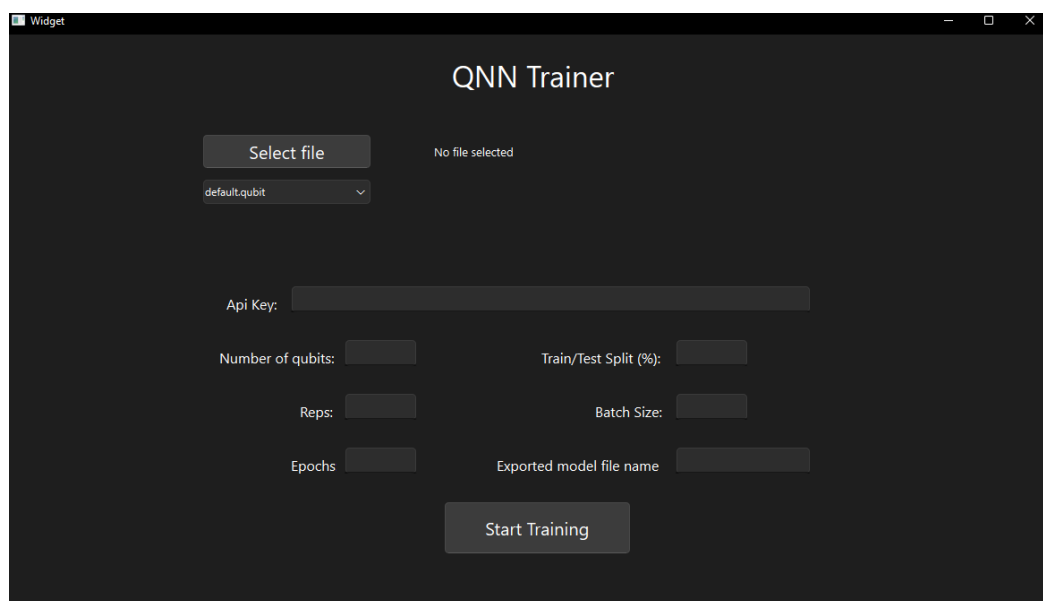 Widget
QNN Trainer
Select file
No file selected
default.qubit
Api Key:
Number of qubits:
Train/Test Split (%):
Reps:
Batch Size:
Epochs
Exported model file name
Start Training